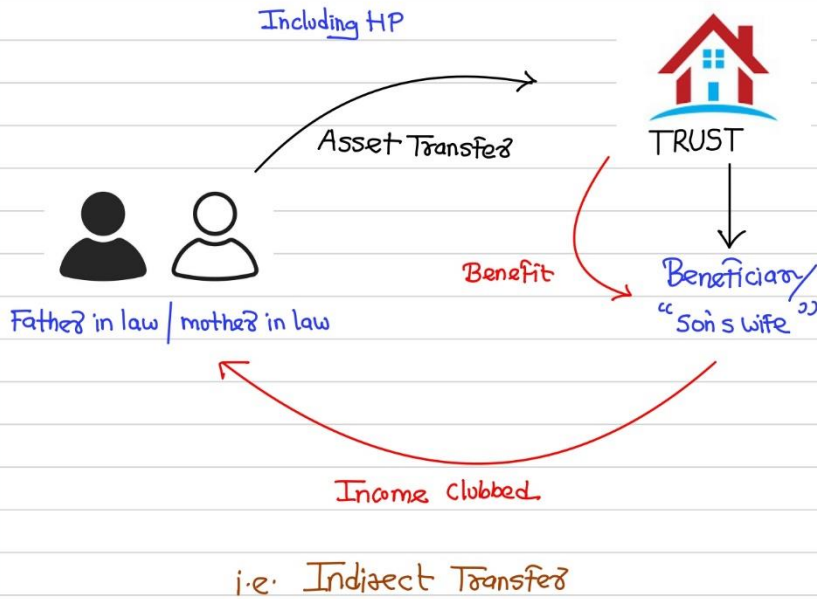 Including HP
Asset Transfer
TRUST
Benefit
Beneficiary
Father in law | mother in law
"Son's wife"
Income Clubbed
i.e. Indirect Transfer